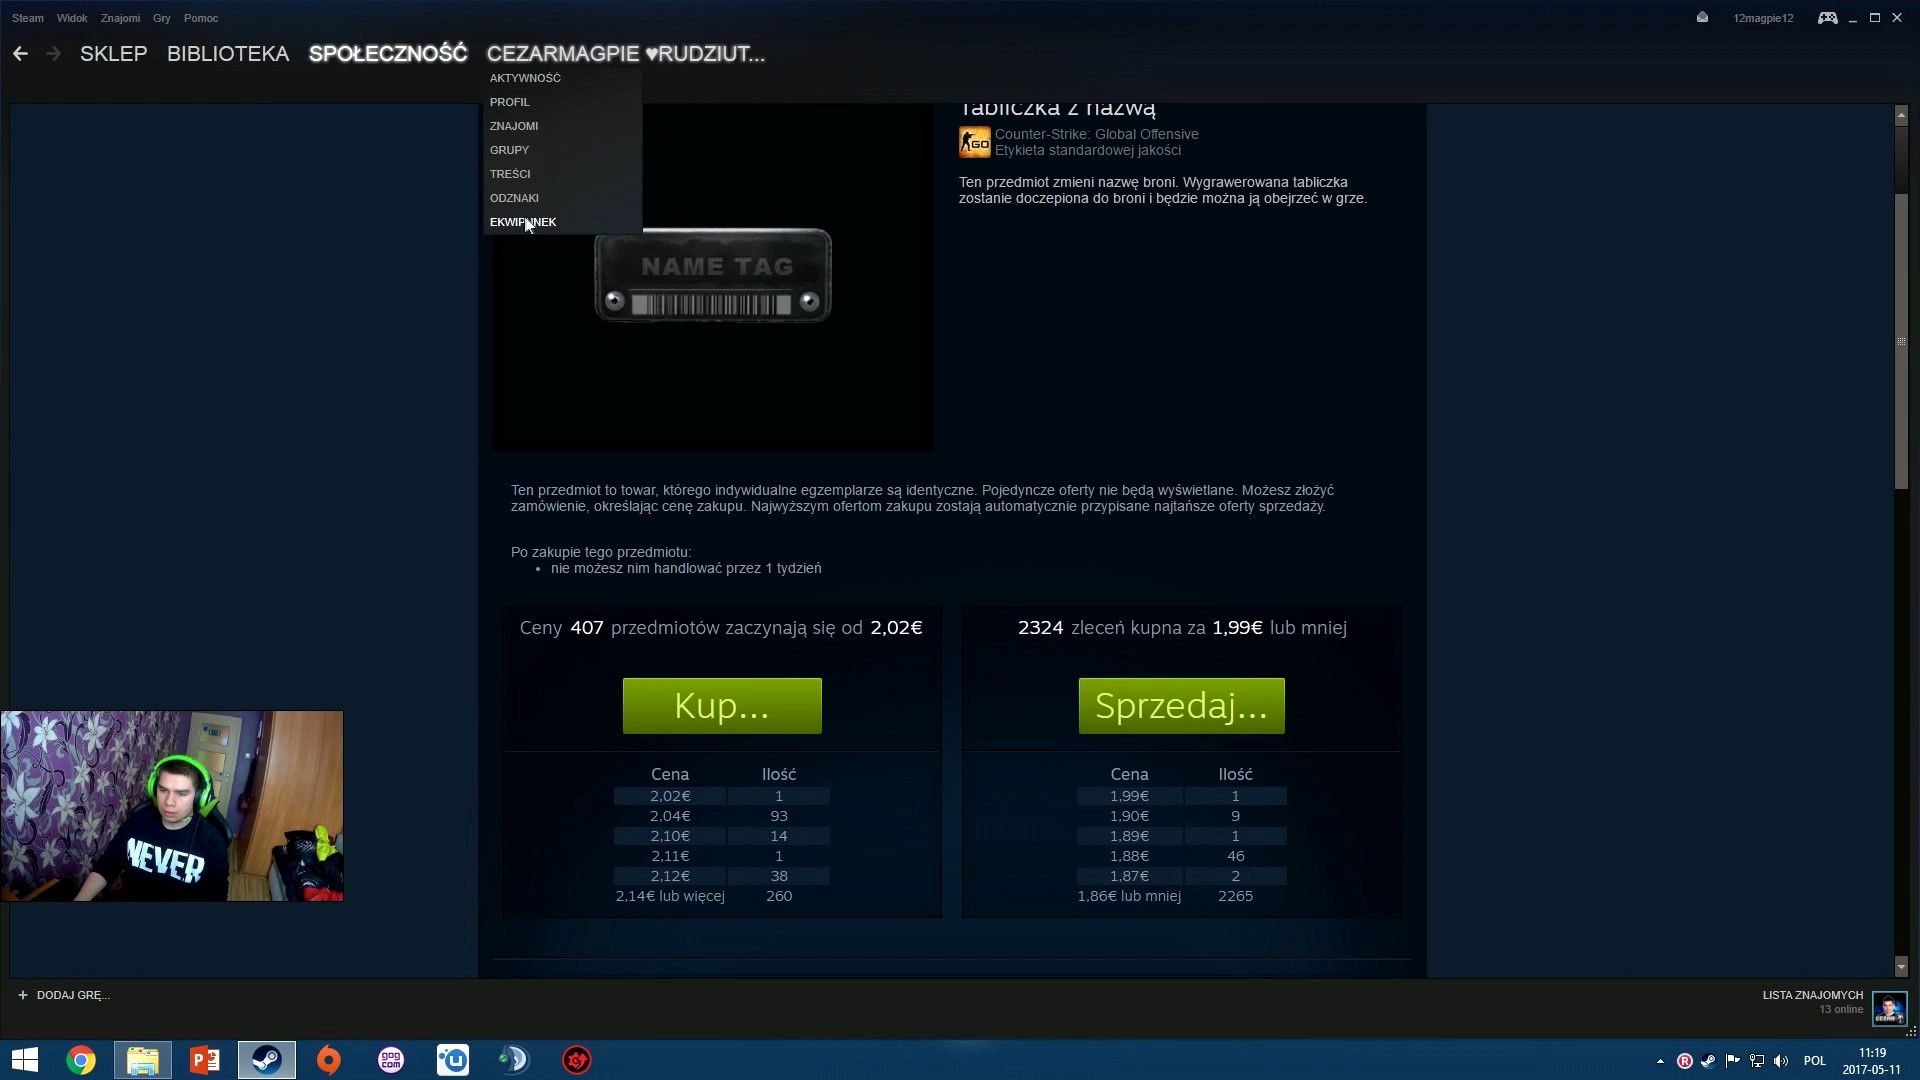 Steam Widok Znajomi Gry Pomoc
12magpie12
SKLEP BIBLIOTEKA SPOŁECZNOŚĆ CEZARMAGPIE ♥RUDZIUT...
AKTYWNOŚĆ
PROFIL
ZNAJOMI
GRUPY
TREŚCI
ODZNAKI
EKWIPUNEK
NAME TAG
Tabliczka z nazwą
GO
Counter-Strike: Global Offensive
Etykieta standardowej jakości
Ten przedmiot zmieni nazwę broni. Wygrawerowana tabliczka
zostanie doczepiona do broni i będzie można ją obejrzeć w grze.
Ten przedmiot to towar, którego indywidualne egzemplarze są identyczne. Pojedyncze oferty nie będą wyświetlane. Możesz złożyć
zamówienie, określając cenę zakupu. Najwyższym ofertom zakupu zostają automatycznie przypisane najtańsze oferty sprzedaży.
Po zakupie tego przedmiotu:
• nie możesz nim handlować przez 1 tydzień
Ceny 407 przedmiotów zaczynają się od 2,02€
Kup...
Cena Ilość
2,02€ 1
2,04€ 93
2,10€ 14
2,11€ 1
2,12€ 38
2,14€ lub więcej 260
2324 zleceń kupna za 1,99€ lub mniej
Sprzedaj...
Cena Ilość
1,99€ 1
1,90€ 9
1,89€ 1
1,88€ 46
1,87€ 2
1,86€ lub mniej 2265
NEVER
+ DODAJ GRĘ...
LISTA ZNAJOMYCH
13 online
gog
com
POL
11:19
2017-05-11